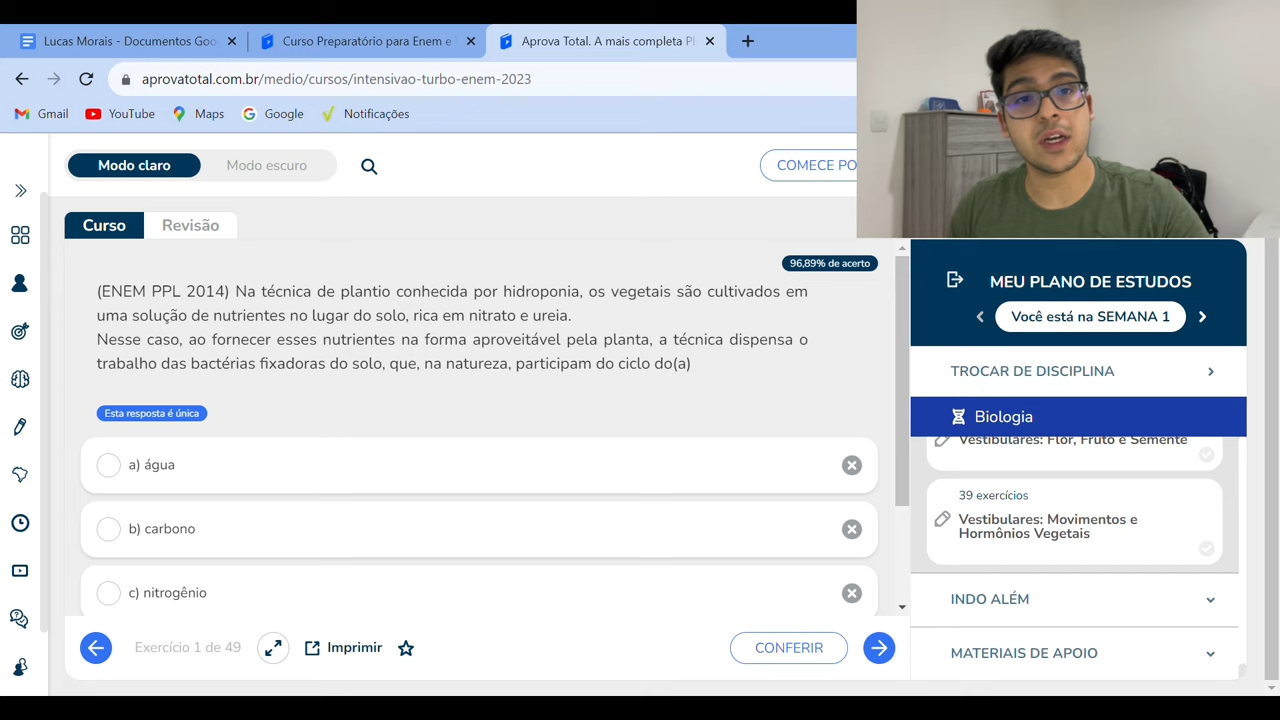 Lucas Morais - Documentos Goo
Curso Preparatório para Enem e
Aprova Total. A mais completa Pl
aprovatotal.com.br/medio/cursos/intensivao-turbo-enem-2023
Gmail YouTube Maps Google Notificações
Modo claro Modo escuro
COMECE PO
Curso Revisão
96,89% de acerto
(ENEM PPL 2014) Na técnica de plantio conhecida por hidroponia, os vegetais são cultivados em
uma solução de nutrientes no lugar do solo, rica em nitrato e ureia.
Nesse caso, ao fornecer esses nutrientes na forma aproveitável pela planta, a técnica dispensa o
trabalho das bactérias fixadoras do solo, que, na natureza, participam do ciclo do(a)
Esta resposta é única
a) água
b) carbono
c) nitrogênio
Exercício 1 de 49
Imprimir
CONFERIR
MEU PLANO DE ESTUDOS
Você está na SEMANA 1
TROCAR DE DISCIPLINA
Biologia
Vestibulares: Flor, Fruto e Semente
39 exercícios
Vestibulares: Movimentos e
Hormônios Vegetais
INDO ALÉM
MATERIAIS DE APOIO